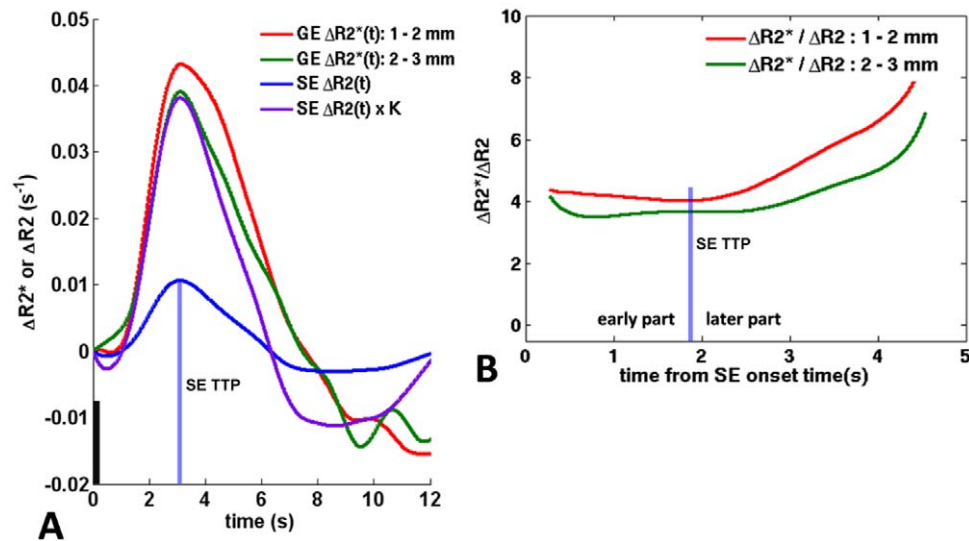 GE ΔR2*(t): 1 - 2 mm
GE ΔR2*(t): 2 - 3 mm
SE ΔR2(t)
SE ΔR2(t) x K
0.05
0.04
0.03
0.02
0.01
0
-0.01
-0.02
ΔR2* or ΔR2 (s⁻¹)
SE TTP
0 2 4 6 8 10 12
time (s)
A
ΔR2* / ΔR2 : 1 - 2 mm
ΔR2* / ΔR2 : 2 - 3 mm
10
8
6
4
2
0
ΔR2*/ΔR2
SE TTP
early part later part
0 1 2 3 4 5
time from SE onset time(s)
B